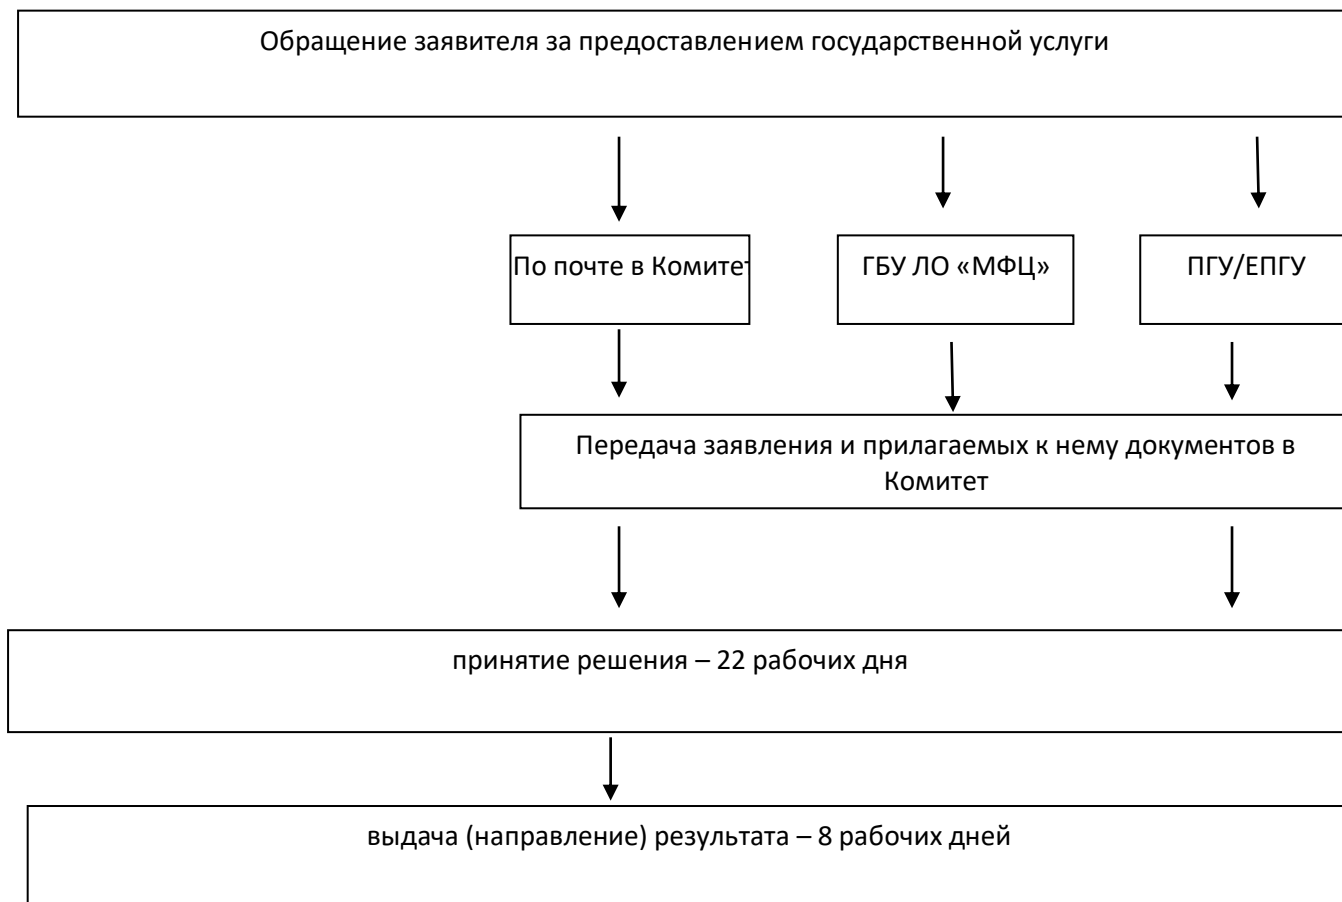 Обращение заявителя за предоставлением государственной услуги
По почте в Комитет
ГБУ ЛО «МФЦ»
ПГУ/ЕПГУ
Передача заявления и прилагаемых к нему документов в
Комитет
принятие решения – 22 рабочих дня
выдача (направление) результата – 8 рабочих дней